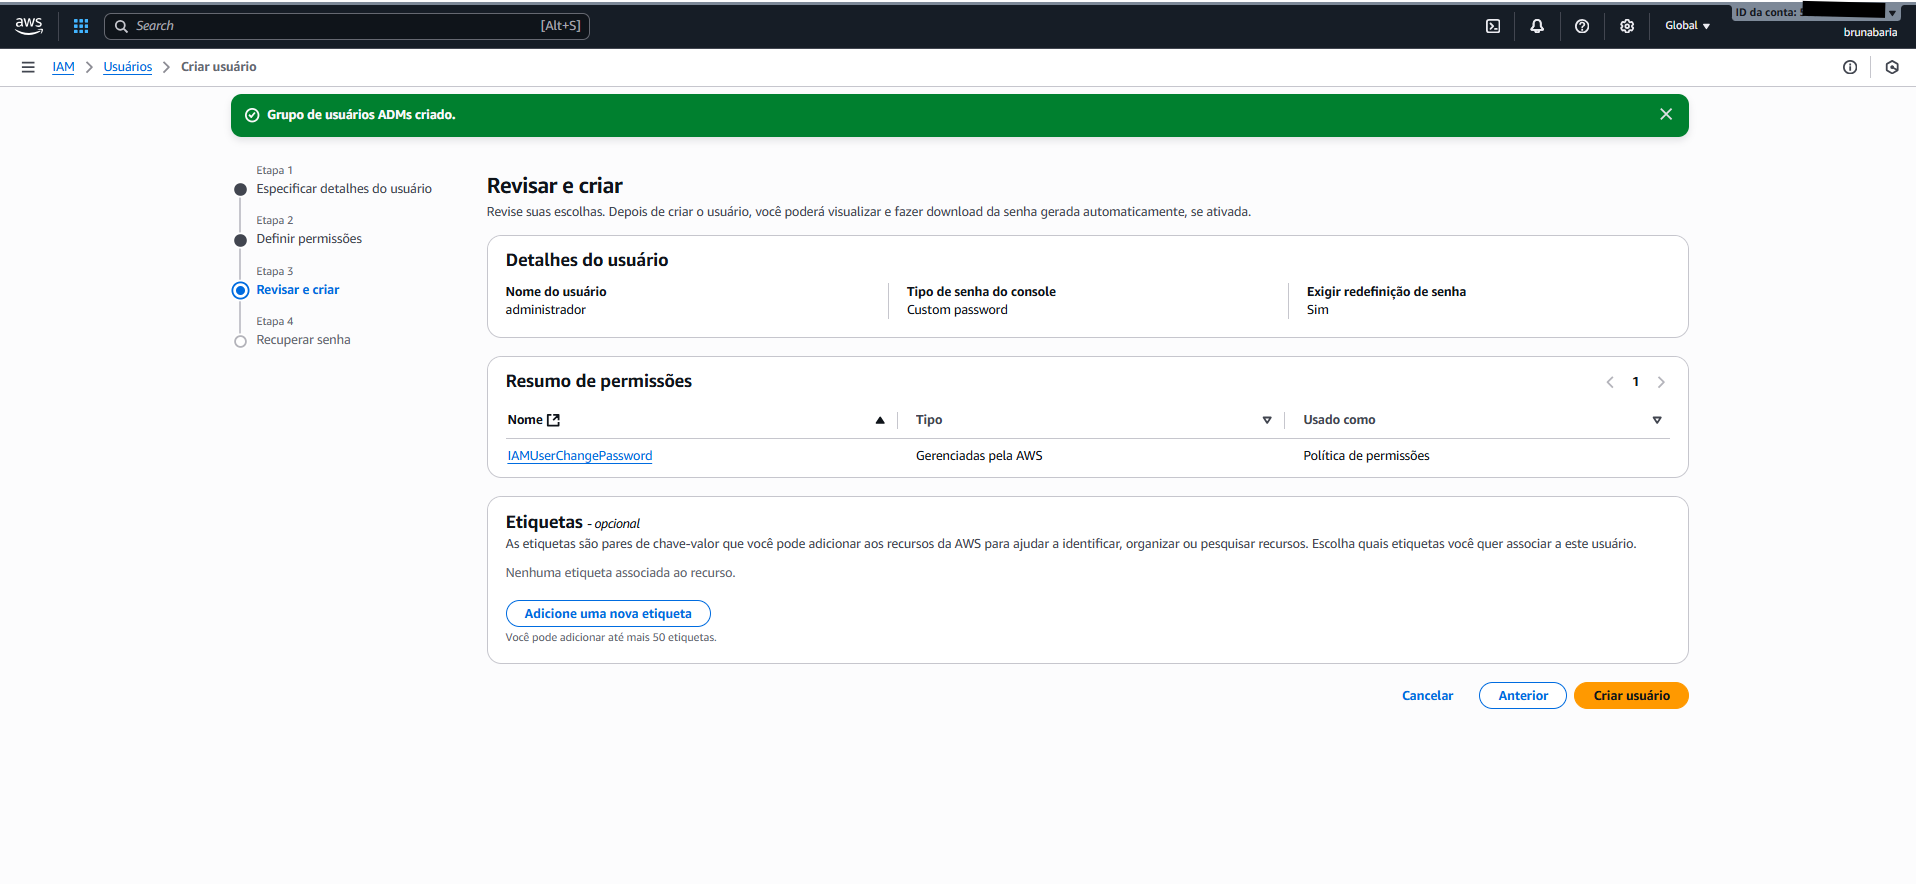 aws
Search [Alt+S]
Global
ID da conta:
brunabaria
IAM
Usuários
Criar usuário
Grupo de usuários ADMs criado.
Etapa 1
Especificar detalhes do usuário
Etapa 2
Definir permissões
Etapa 3
Revisar e criar
Etapa 4
Recuperar senha
Revisar e criar
Revise suas escolhas. Depois de criar o usuário, você poderá visualizar e fazer download da senha gerada automaticamente, se ativada.
Detalhes do usuário
Nome do usuário
administrador
Tipo de senha do console
Custom password
Exigir redefinição de senha
Sim
Resumo de permissões
1
Nome Tipo Usado como
IAMUserChangePassword Gerenciadas pela AWS Política de permissões
Etiquetas - opcional
As etiquetas são pares de chave-valor que você pode adicionar aos recursos da AWS para ajudar a identificar, organizar ou pesquisar recursos. Escolha quais etiquetas você quer associar a este usuário.
Nenhuma etiqueta associada ao recurso.
Adicione uma nova etiqueta
Você pode adicionar até mais 50 etiquetas.
Cancelar Anterior Criar usuário